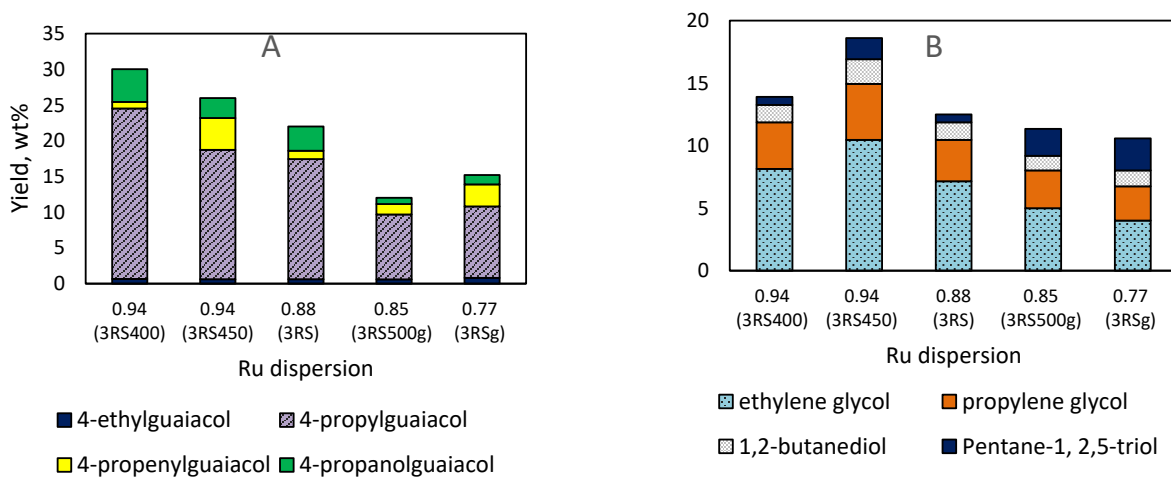 A
Yield, wt%
35
30
25
20
15
10
5
0
0.94 0.94 0.88 0.85 0.77
(3RS400) (3RS450) (3RS) (3RS500g) (3RSg)
Ru dispersion
4-ethylguaiacol 4-propylguaiacol
4-propenylguaiacol 4-propanolguaiacol
B
20
15
10
5
0
0.94 0.94 0.88 0.85 0.77
(3RS400) (3RS450) (3RS) (3RS500g) (3RSg)
Ru dispersion
ethylene glycol propylene glycol
1,2-butanediol Pentane-1, 2,5-triol